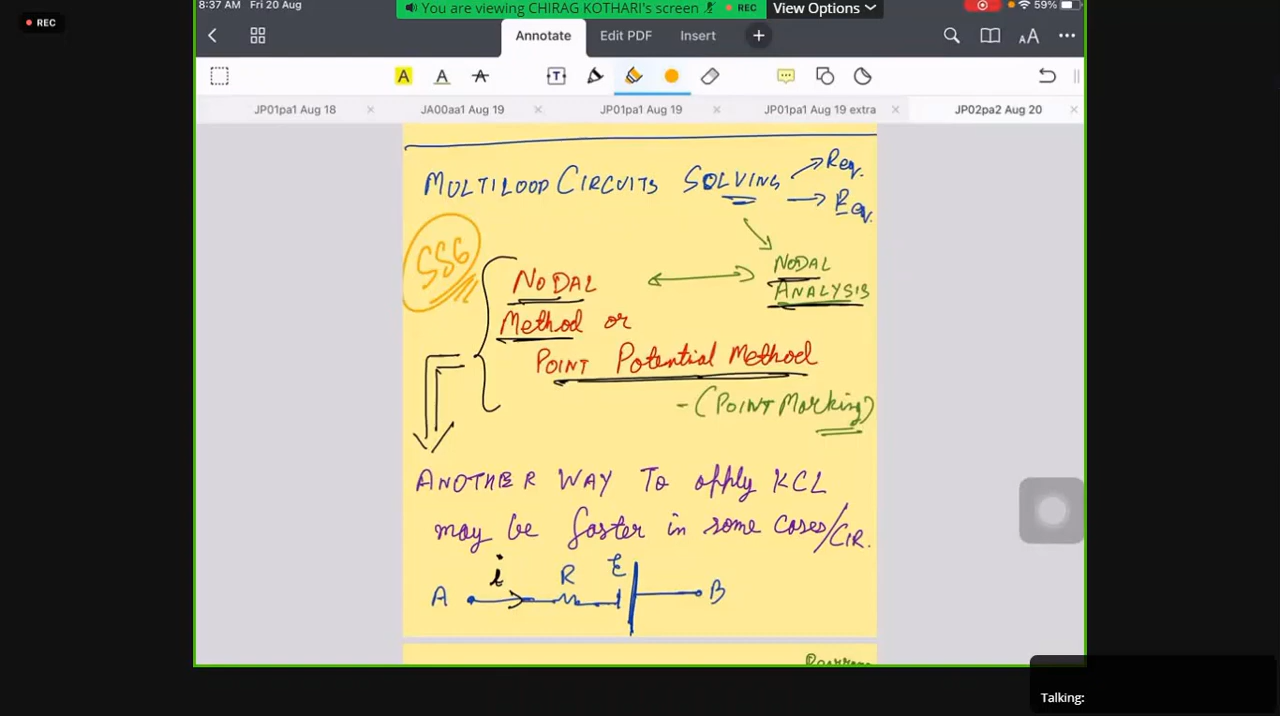 8:37 AM Fri 20 Aug
You are viewing CHIRAG KOTHARI's screen
REC
View Options
59%
REC
Annotate
Edit PDF
Insert
AA
A A A T
JP01pa1 Aug 18
JA00aa1 Aug 19
JP01pa1 Aug 19
JP01pa1 Aug 19 extra
JP02pa2 Aug 20
MULTILOOP CIRCUITS SOLVING
Req.
Req.
SSG
NODAL
Method or
POINT Potential Method
NODAL
ANALYSIS
-(POINT Marking)
ANOTHER WAY TO apply KCL
may be faster in some cases/CIR.
A i R E B
Talking: